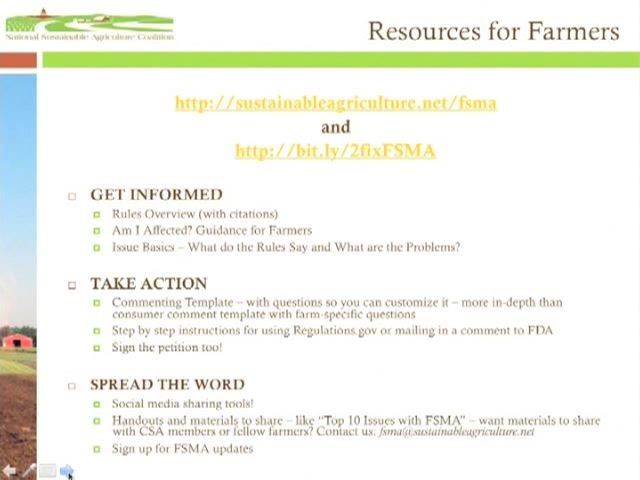 National Sustainable Agriculture Coalition
Resources for Farmers
http://sustainableagriculture.net/fsma
and
http://bit.ly/2fixFSMA
GET INFORMED
Rules Overview (with citations)
Am I Affected? Guidance for Farmers
Issue Basics – What do the Rules Say and What are the Problems?
TAKE ACTION
Commenting Template – with questions so you can customize it – more in-depth than
consumer comment template with farm-specific questions
Step by step instructions for using Regulations.gov or mailing in a comment to FDA
Sign the petition too!
SPREAD THE WORD
Social media sharing tools!
Handouts and materials to share – like “Top 10 Issues with FSMA” – want materials to share
with CSA members or fellow farmers? Contact us: fsma@sustainableagriculture.net
Sign up for FSMA updates